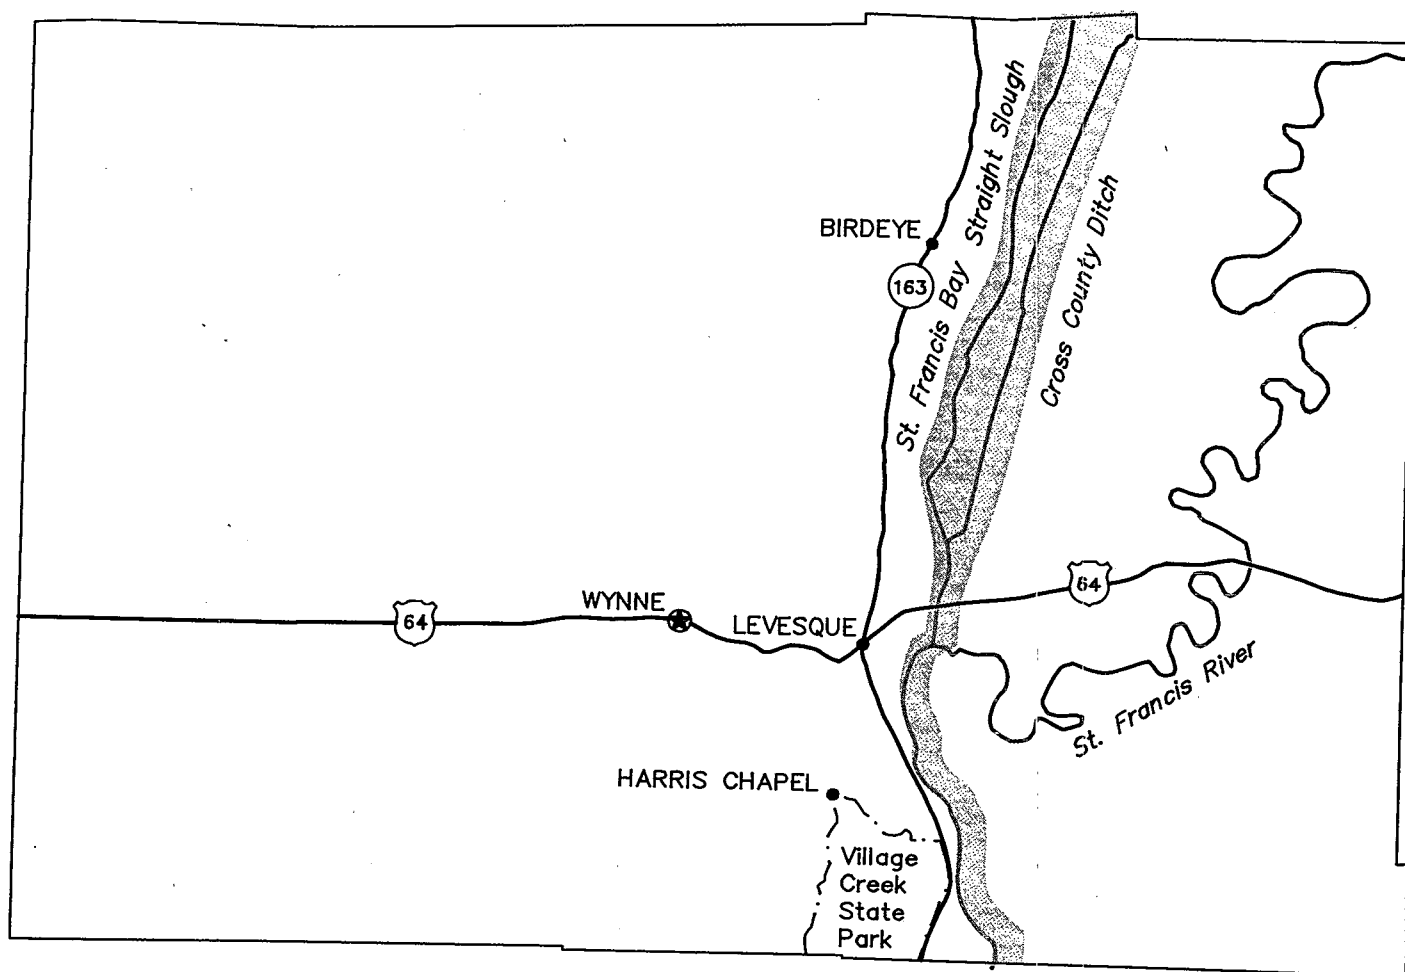 St. Francis Bay Straight Slough
Cross County Ditch
BIRDEYE
163
64
WYNNE
64
LEVESQUE
St. Francis River
HARRIS CHAPEL
Village
Creek
State
Park